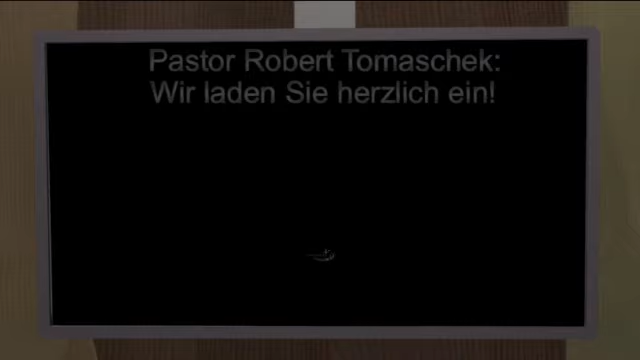 Pastor Robert Tomaschek:
Wir laden Sie herzlich ein!